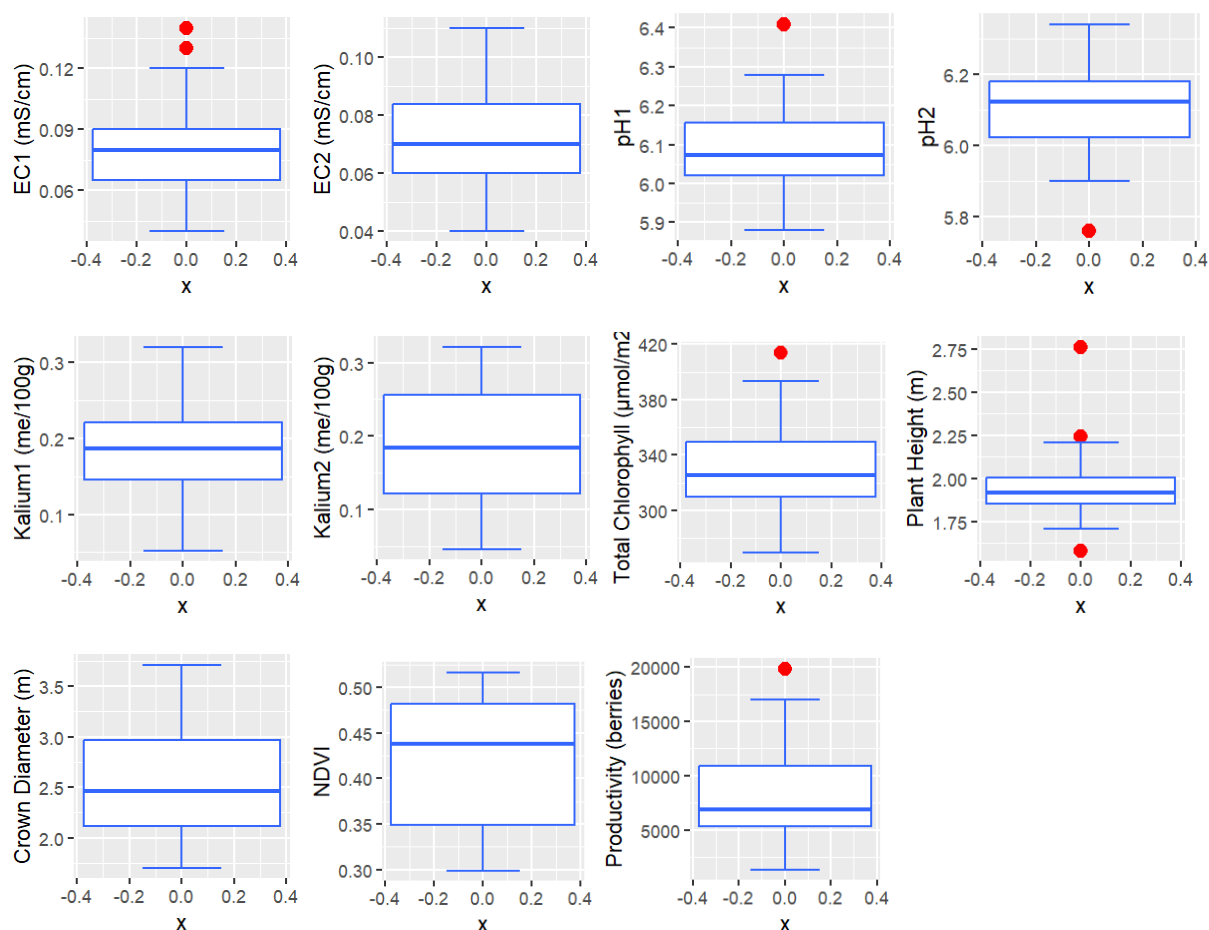 EC1 (mS/cm)
0.12
0.09
0.06
-0.4 -0.2 0.0 0.2 0.4
x
EC2 (mS/cm)
0.10
0.08
0.06
0.04
-0.4 -0.2 0.0 0.2 0.4
x
pH1
6.4
6.3
6.2
6.1
6.0
5.9
-0.4 -0.2 0.0 0.2 0.4
x
pH2
6.2
6.0
5.8
-0.4 -0.2 0.0 0.2 0.4
x
Kalium1 (me/100g)
0.3
0.2
0.1
-0.4 -0.2 0.0 0.2 0.4
x
Kalium2 (me/100g)
0.3
0.2
0.1
-0.4 -0.2 0.0 0.2 0.4
x
Total Chlorophyll (µmol/m2
420
380
340
300
-0.4 -0.2 0.0 0.2 0.4
x
Plant Height (m)
2.75
2.50
2.25
2.00
1.75
-0.4 -0.2 0.0 0.2 0.4
x
Crown Diameter (m)
3.5
3.0
2.5
2.0
-0.4 -0.2 0.0 0.2 0.4
x
NDVI
0.50
0.45
0.40
0.35
0.30
-0.4 -0.2 0.0 0.2 0.4
x
Productivity (berries)
20000
15000
10000
5000
-0.4 -0.2 0.0 0.2 0.4
x